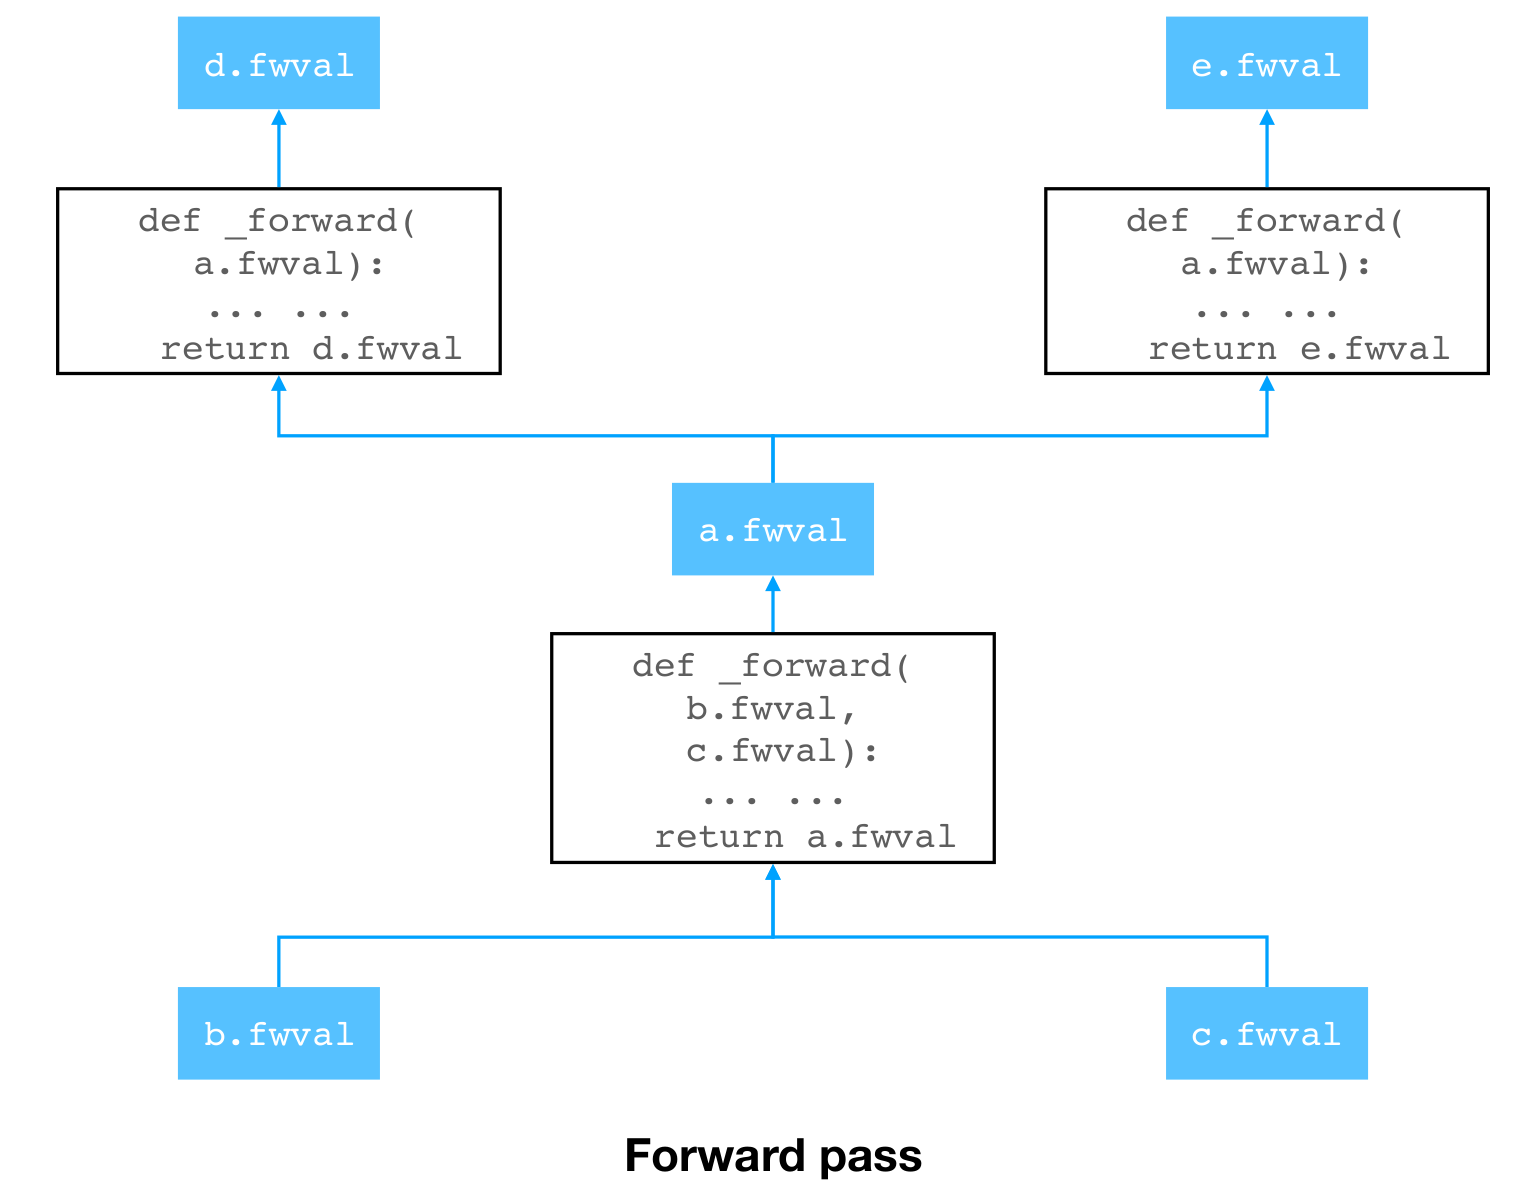 d.fwval
e.fwval
def _forward(
a.fwval):
... ...
return d.fwval
def _forward(
a.fwval):
... ...
return e.fwval
a.fwval
def _forward(
b.fwval,
c.fwval):
... ...
return a.fwval
b.fwval
c.fwval
Forward pass